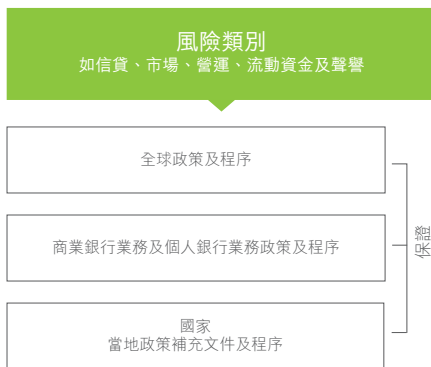 風險類別
如信貸、市場、營運、流動資金及聲譽
全球政策及程序
商業銀行業務及個人銀行業務政策及程序
國家
當地政策補充文件及程序
保證